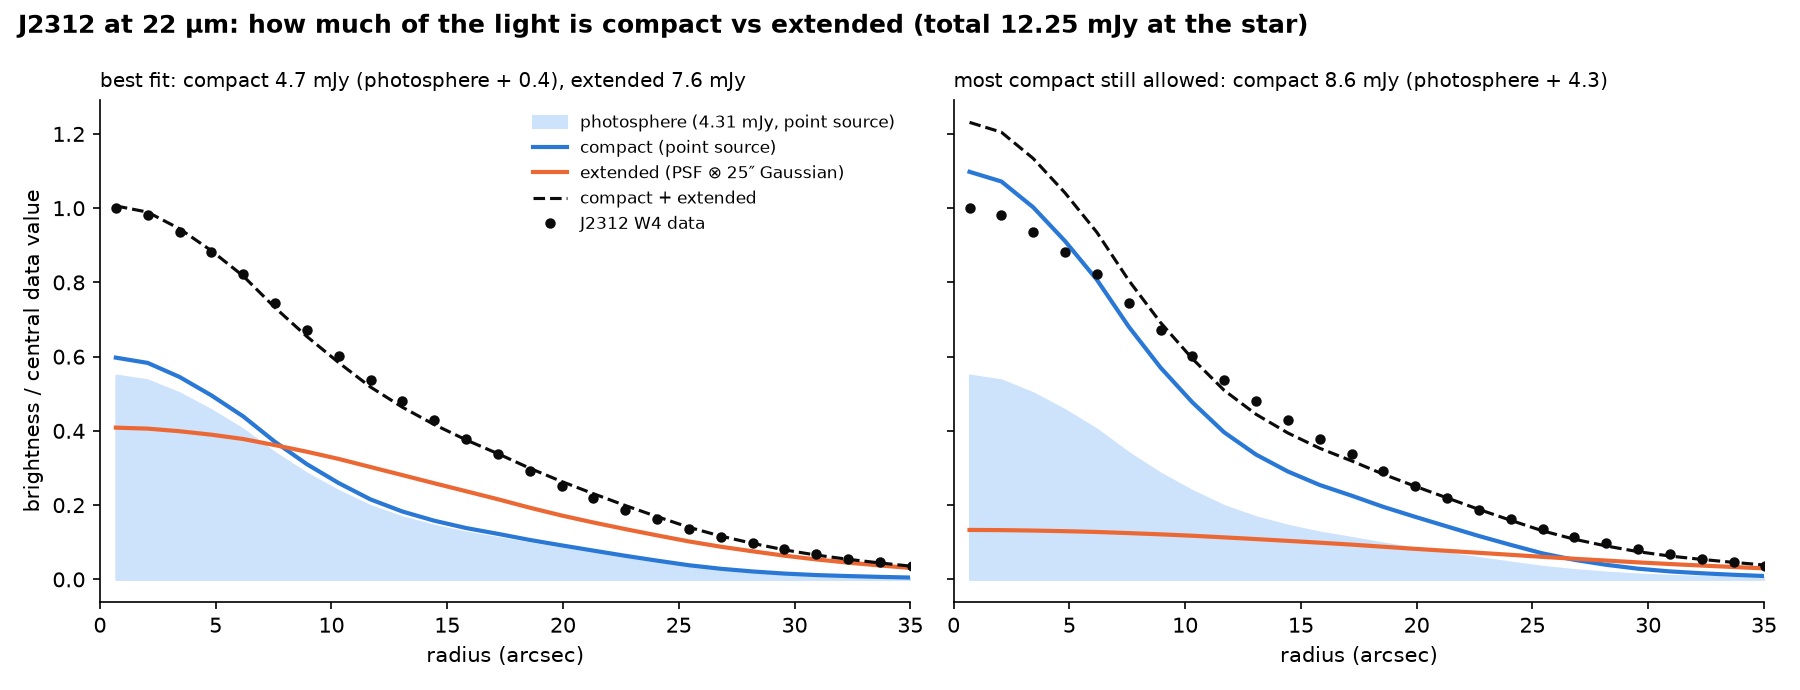 J2312 at 22 µm: how much of the light is compact vs extended (total 12.25 mJy at the star)
best fit: compact 4.7 mJy (photosphere + 0.4), extended 7.6 mJy
most compact still allowed: compact 8.6 mJy (photosphere + 4.3)
photosphere (4.31 mJy, point source)
compact (point source)
extended (PSF ⊗ 25″ Gaussian)
compact + extended
J2312 W4 data
brightness / central data value
1.2
1.0
0.8
0.6
0.4
0.2
0.0
0 5 10 15 20 25 30 35
0 5 10 15 20 25 30 35
radius (arcsec)
radius (arcsec)